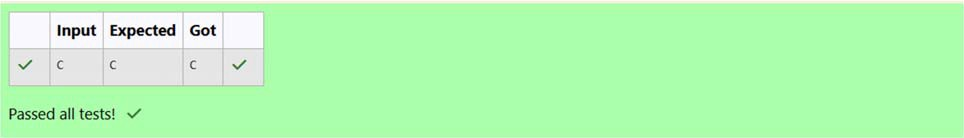 Input Expected Got
C C C
Passed all tests!